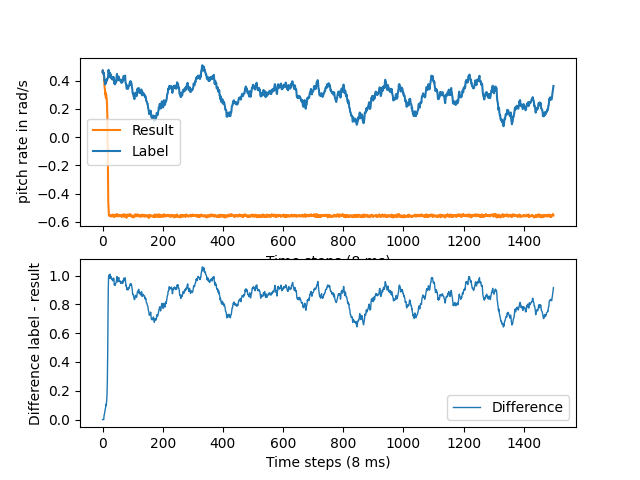 pitch rate in rad/s
0.4
0.2
0.0
−0.2
−0.4
−0.6
Result
Label
0 200 400 600 800 1000 1200 1400
Time steps (8 ms)
Difference label - result
1.0
0.8
0.6
0.4
0.2
0.0
Difference
0 200 400 600 800 1000 1200 1400
Time steps (8 ms)